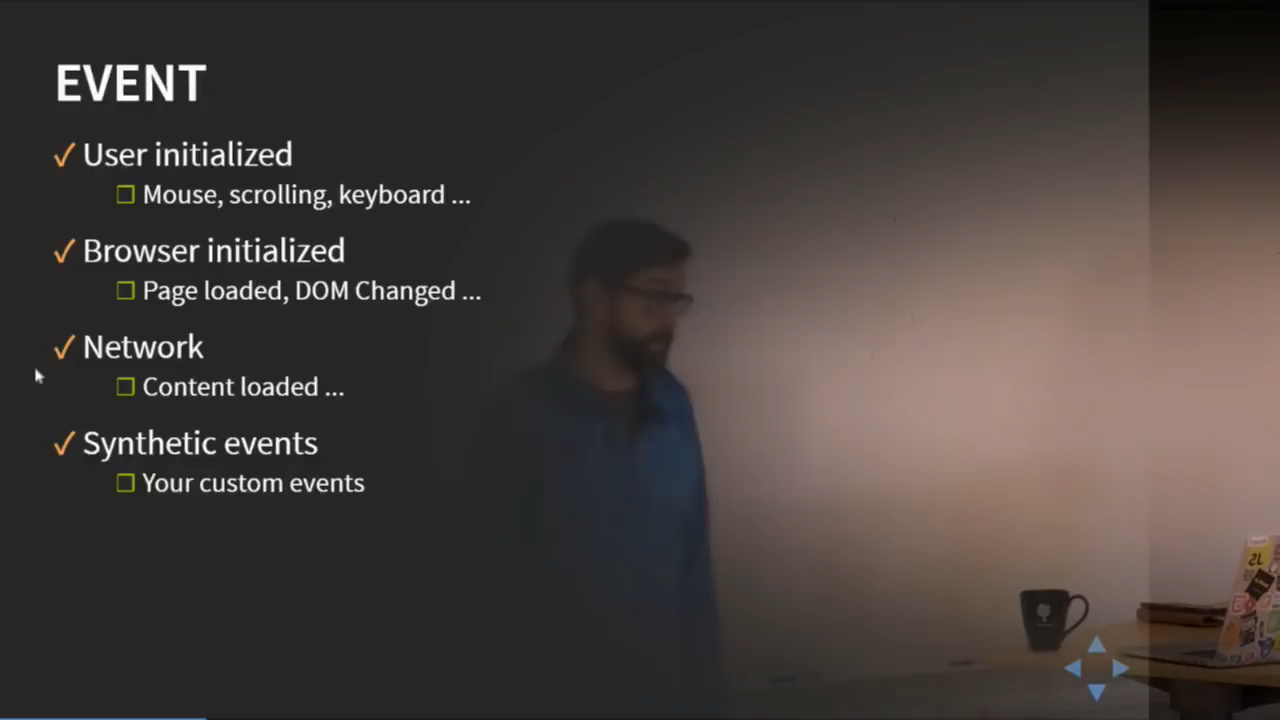 EVENT
✓ User initialized
❒ Mouse, scrolling, keyboard ...
✓ Browser initialized
❒ Page loaded, DOM Changed ...
✓ Network
❒ Content loaded ...
✓ Synthetic events
❒ Your custom events